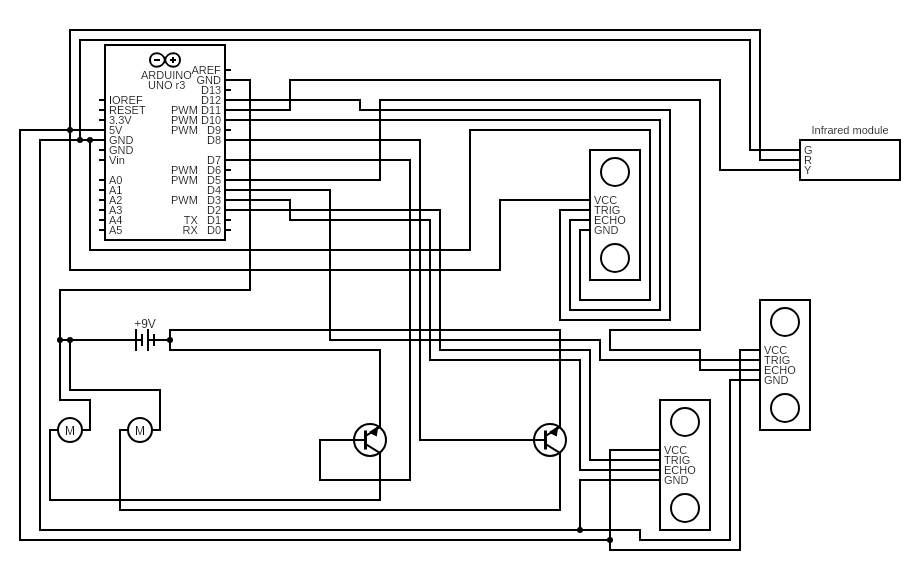 ARDUINO
UNO r3
AREF
GND
D13
IOREF D12
RESET PWM D11
3.3V PWM D10
5V PWM D9
GND D8
GND
Vin D7
PWM D6
A0 PWM D5
A1 D4
A2 PWM D3
A3 D2
A4 TX D1
A5 RX D0
Infrared module
G
R
Y
VCC
TRIG
ECHO
GND
+9V
M M
VCC
TRIG
ECHO
GND
VCC
TRIG
ECHO
GND